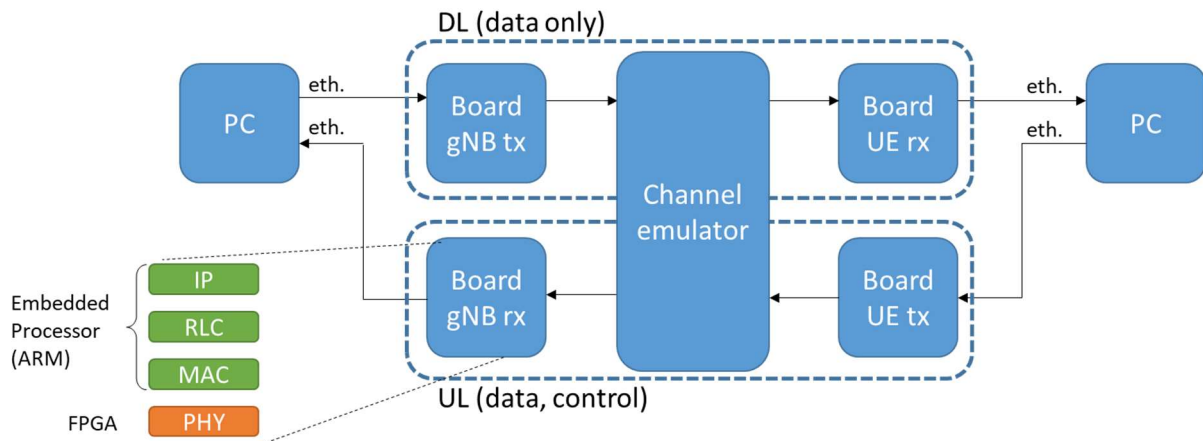 DL (data only)
PC
eth.
eth.
Board
gNB tx
Channel
emulator
Board
UE rx
eth.
eth.
PC
Board
gNB rx
Board
UE tx
UL (data, control)
Embedded
Processor
(ARM)
IP
RLC
MAC
FPGA
PHY